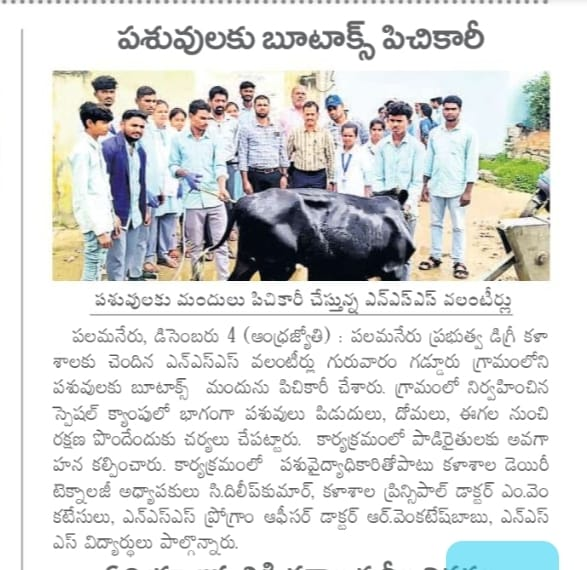 పశువులకు బూటాక్స్ పిచికారీ
పశువులకు మందులు పిచికారీ చేస్తున్న ఎన్ఎస్ఎస్ వలంటీర్లు
పలమనేరు, డిసెంబరు 4 (ఆంధ్రజ్యోతి) : పలమనేరు ప్రభుత్వ డిగ్రీ కళా
శాలకు చెందిన ఎన్ఎస్ఎస్ వలంటీర్లు గురువారం గడ్డూరు గ్రామంలోని
పశువులకు బూటాక్స్ మందును పిచికారీ చేశారు. గ్రామంలో నిర్వహించిన
స్పెషల్ క్యాంపులో భాగంగా పశువులు పిడుదులు, దోమలు, ఈగల నుంచి
రక్షణ పొందేందుకు చర్యలు చేపట్టారు. కార్యక్రమంలో పాడిరైతులకు అవగా
హన కల్పించారు. కార్యక్రమంలో పశువైద్యాధికారితోపాటు కళాశాల డెయిరీ
టెక్నాలజీ అధ్యాపకులు సి.దిలీప్‌కుమార్, కళాశాల ప్రిన్సిపాల్ డాక్టర్ ఎం.వెం
కటేసులు, ఎన్ఎస్ఎస్ ప్రోగ్రాం ఆఫీసర్ డాక్టర్ ఆర్.వెంకటేష్‌బాబు, ఎన్ఎస్
ఎస్ విద్యార్థులు పాల్గొన్నారు.